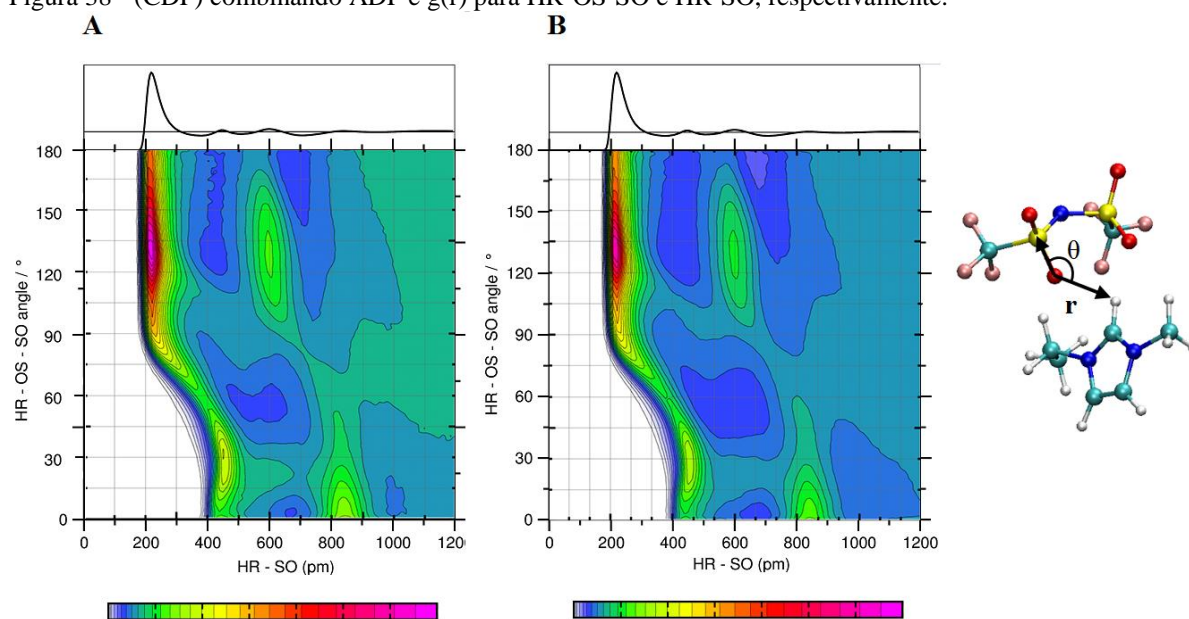 Figura 38 - (CDF) combinando ADF e g(r) para HR-OS-SO e HR-SO, respectivamente.
A
B
180
150
120
90
60
30
0
HR - OS - SO angle / °
0 200 400 600 800 1000 120
HR - SO (pm)
180
150
120
90
60
30
0
HR - OS - SO angle / °
0 200 400 600 800 1000 1200
HR - SO (pm)
θ
r